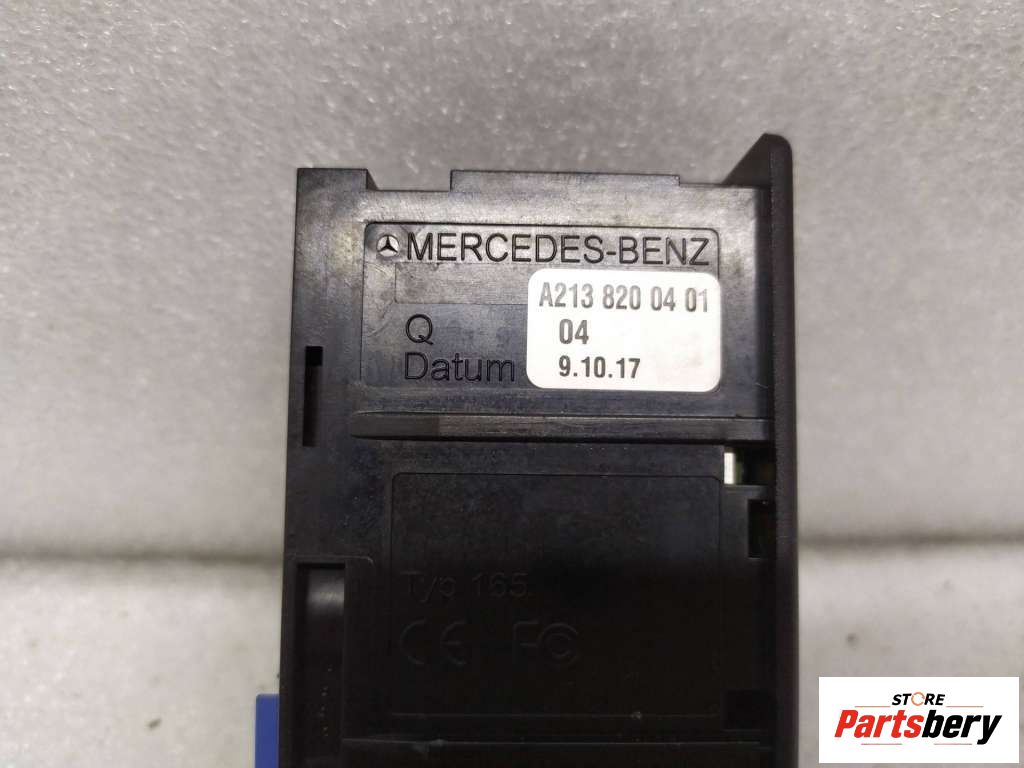 MERCEDES-BENZ
A213 820 04 01
Q
04
Datum
9.10.17
Typ 165
CE FC
STORE
Partsbery